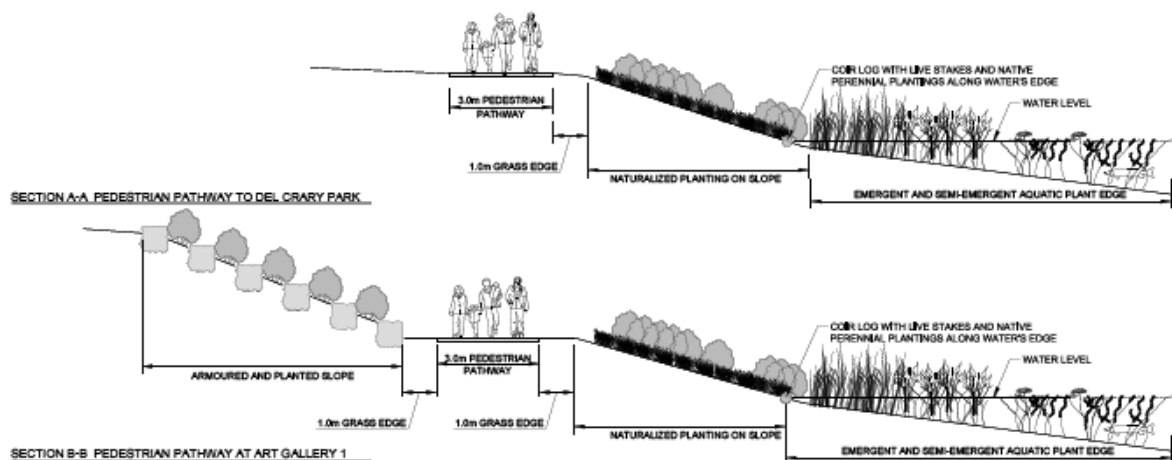 COIR LOG WITH LIVE STAKES AND NATIVE
PERENNIAL PLANTINGS ALONG WATER'S EDGE
WATER LEVEL
3.0m PEDESTRIAN
PATHWAY
1.0m GRASS EDGE
NATURALIZED PLANTING ON SLOPE
EMERGENT AND SEMI-EMERGENT AQUATIC PLANT EDGE
SECTION A-A PEDESTRIAN PATHWAY TO DEL CRARY PARK
COIR LOG WITH LIVE STAKES AND NATIVE
PERENNIAL PLANTINGS ALONG WATER'S EDGE
WATER LEVEL
3.0m PEDESTRIAN
PATHWAY
ARMOURED AND PLANTED SLOPE
1.0m GRASS EDGE
1.0m GRASS EDGE
NATURALIZED PLANTING ON SLOPE
EMERGENT AND SEMI-EMERGENT AQUATIC PLANT EDGE
SECTION B-B PEDESTRIAN PATHWAY AT ART GALLERY 1